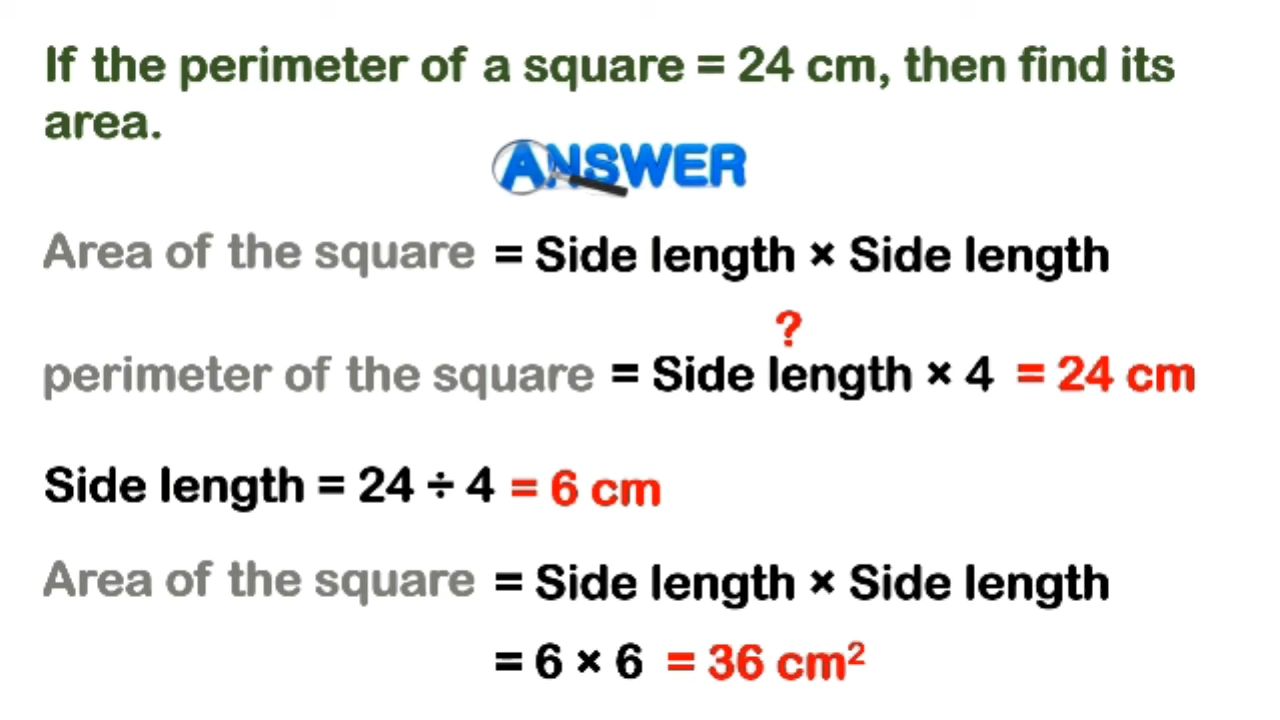 If the perimeter of a square = 24 cm, then find its
area.
ANSWER
Area of the square = Side length × Side length
?
perimeter of the square = Side length × 4 = 24 cm
Side length = 24 ÷ 4 = 6 cm
Area of the square = Side length × Side length
= 6 × 6 = 36 cm²